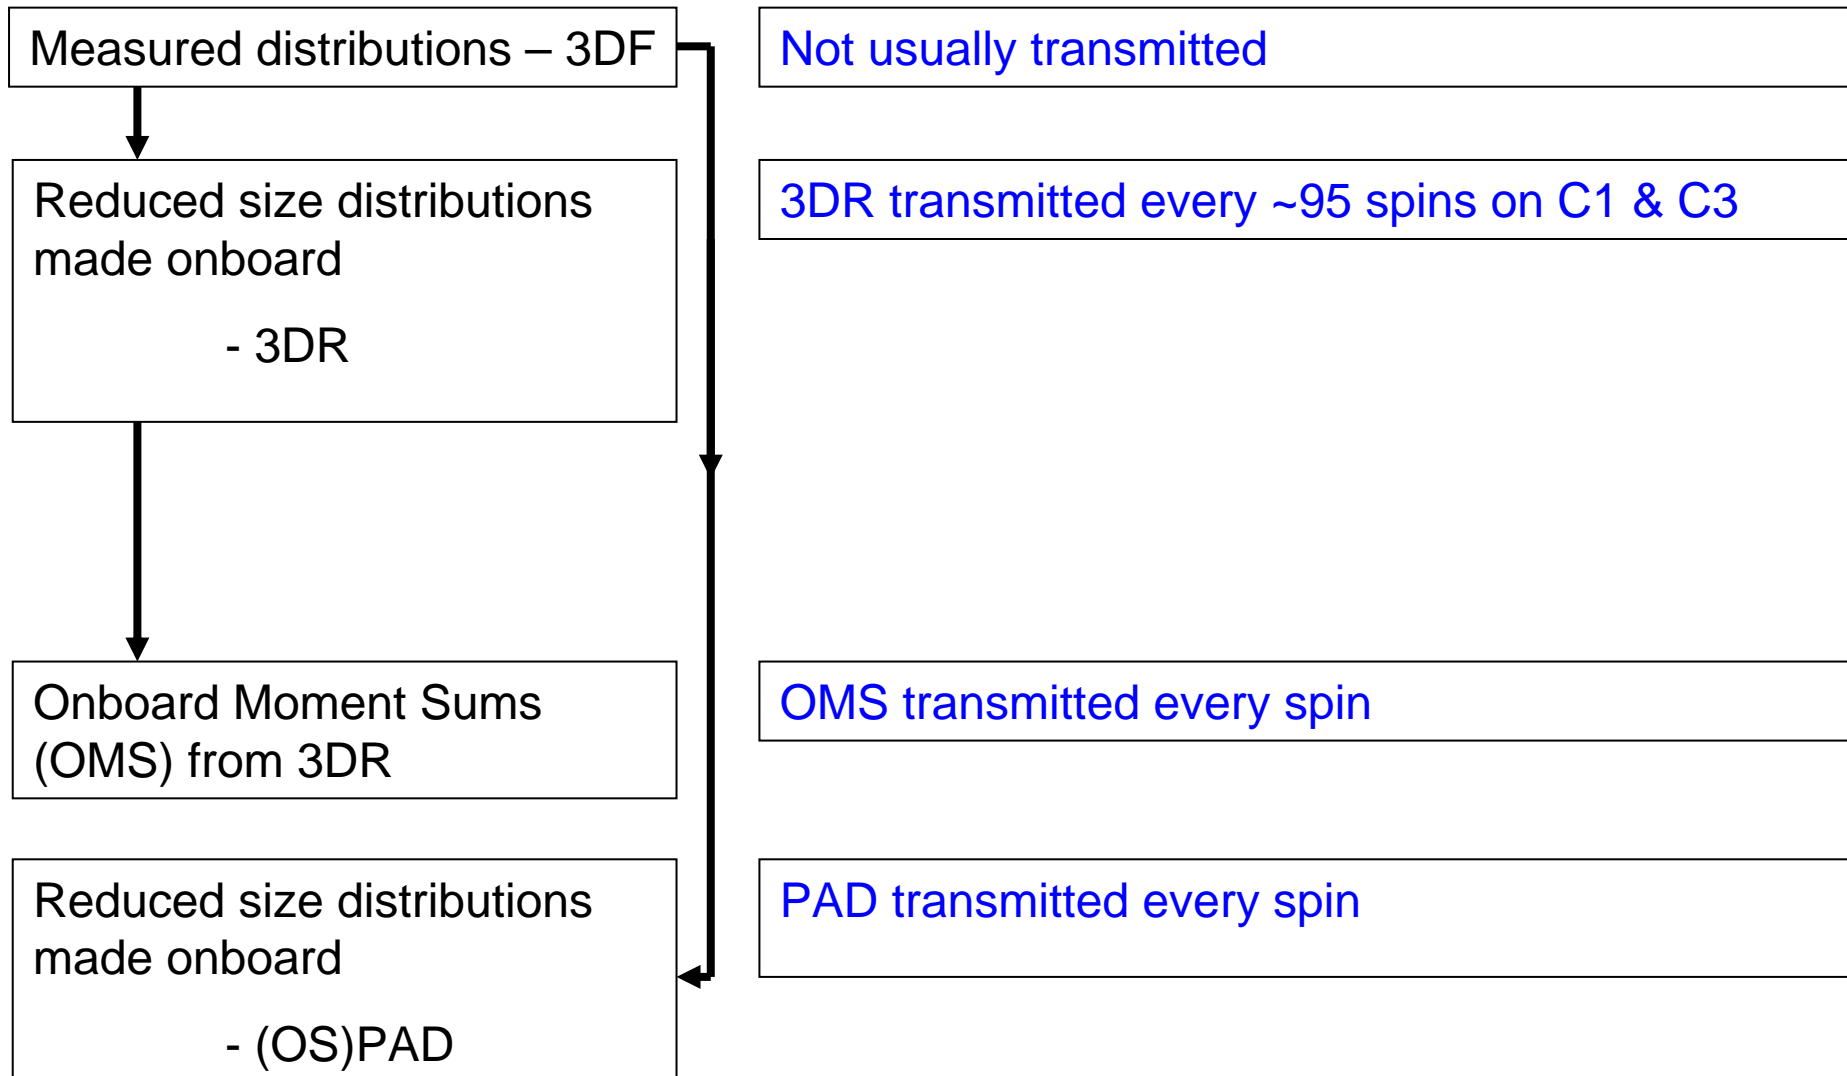 Measured distributions – 3DF
Not usually transmitted
Reduced size distributions
made onboard
- 3DR
3DR transmitted every ~95 spins on C1 & C3
Onboard Moment Sums
(OMS) from 3DR
OMS transmitted every spin
Reduced size distributions
made onboard
- (OS)PAD
PAD transmitted every spin